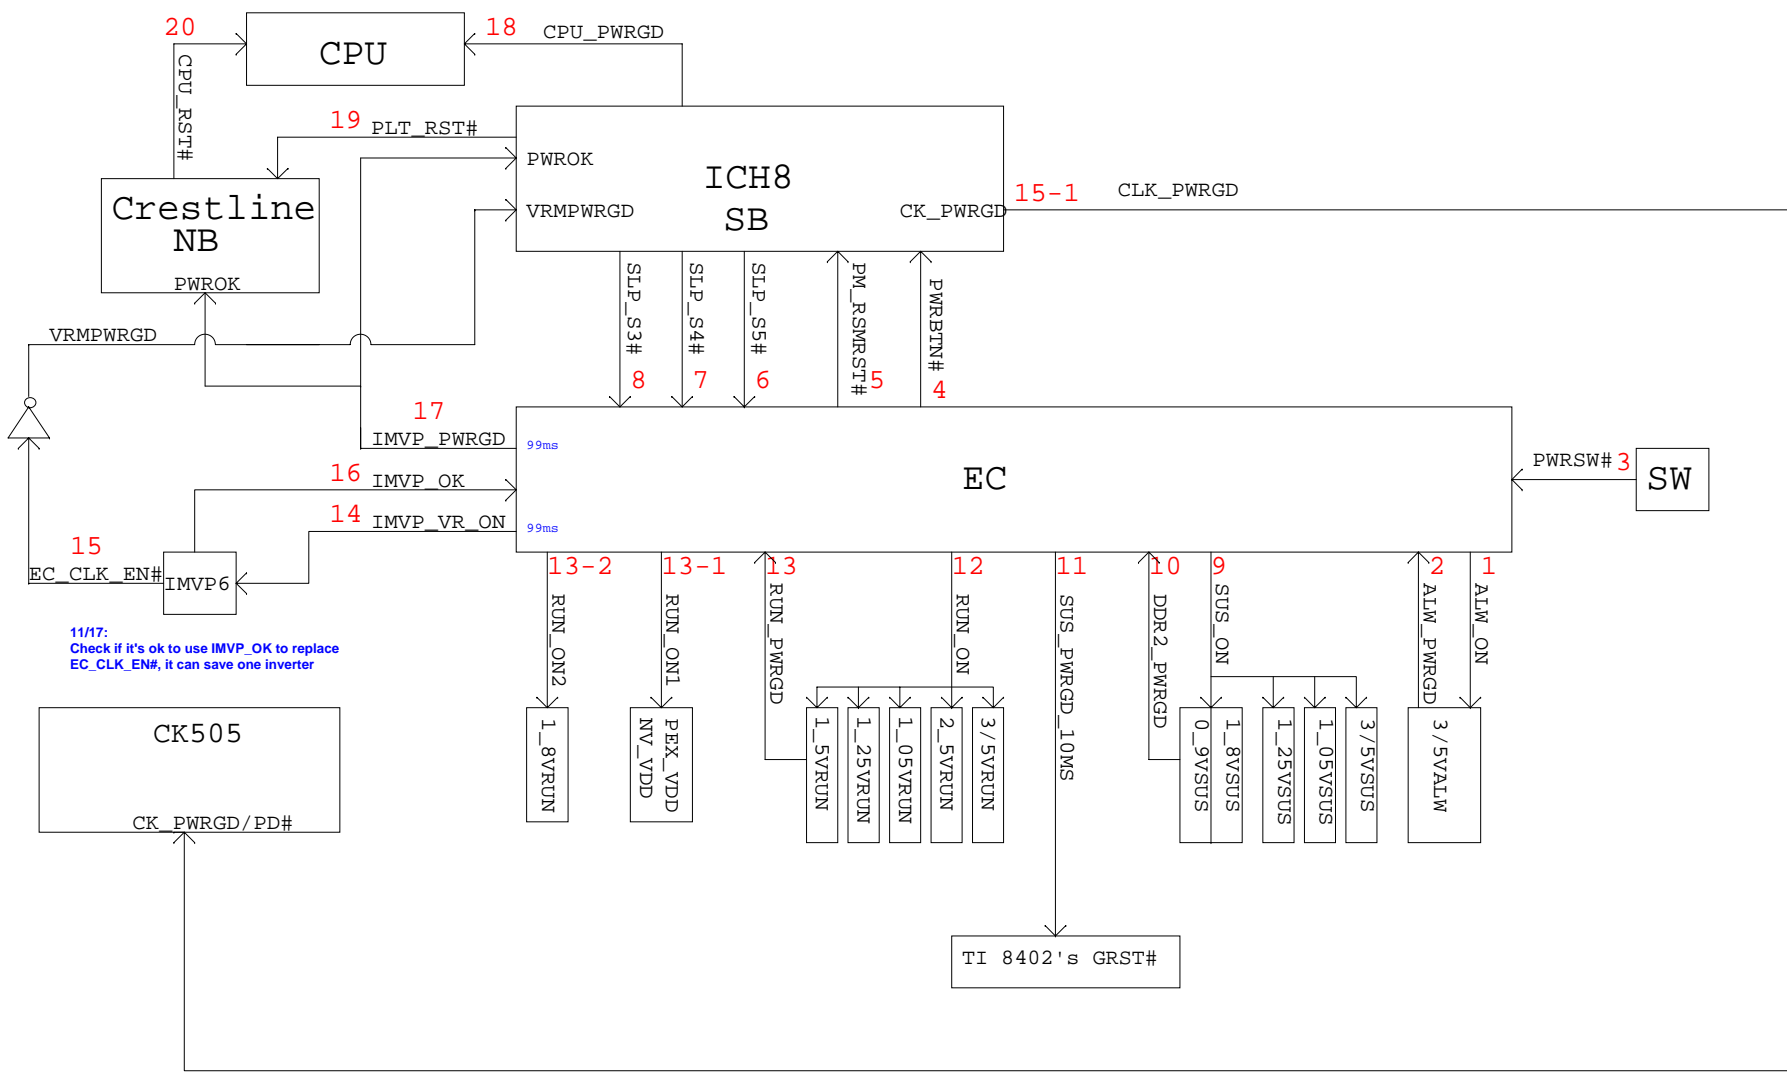 20
CPU
18
CPU_PWRGD
CPU_RST#
19
PLT_RST#
PWROK
ICH8
SB
VRMPWRGD
CK_PWRGD
15-1
CLK_PWRGD
Crestline
NB
PWROK
VRMPWRGD
SLP_S3#
8
SLP_S4#
7
SLP_S5#
6
PM_RSMRST#
5
PWRBTN#
4
17
IMVP_PWRGD
99ms
16
IMVP_OK
14
IMVP_VR_ON
99ms
EC
PWRSW#
3
SW
15
EC_CLK_EN#
IMVP6
11/17:
Check if it's ok to use IMVP_OK to replace
EC_CLK_EN#, it can save one inverter
13-2
RUN_ON2
13-1
RUN_ON1
13
RUN_PWRGD
12
RUN_ON
11
SUS_PWRGD_10MS
10
DDR2_PWRGD
9
SUS_ON
2
ALW_PWRGD
1
ALW_ON
CK505
CK_PWRGD/PD#
1_8VRUN
PEX_VDD
NV_VDD
1_5VRUN
1_25VRUN
1_05VRUN
2_5VRUN
3/5VRUN
1_8VSUS
0_9VSUS
1_25VSUS
1_05VSUS
3/5VSUS
3/5VALW
TI 8402's GRST#